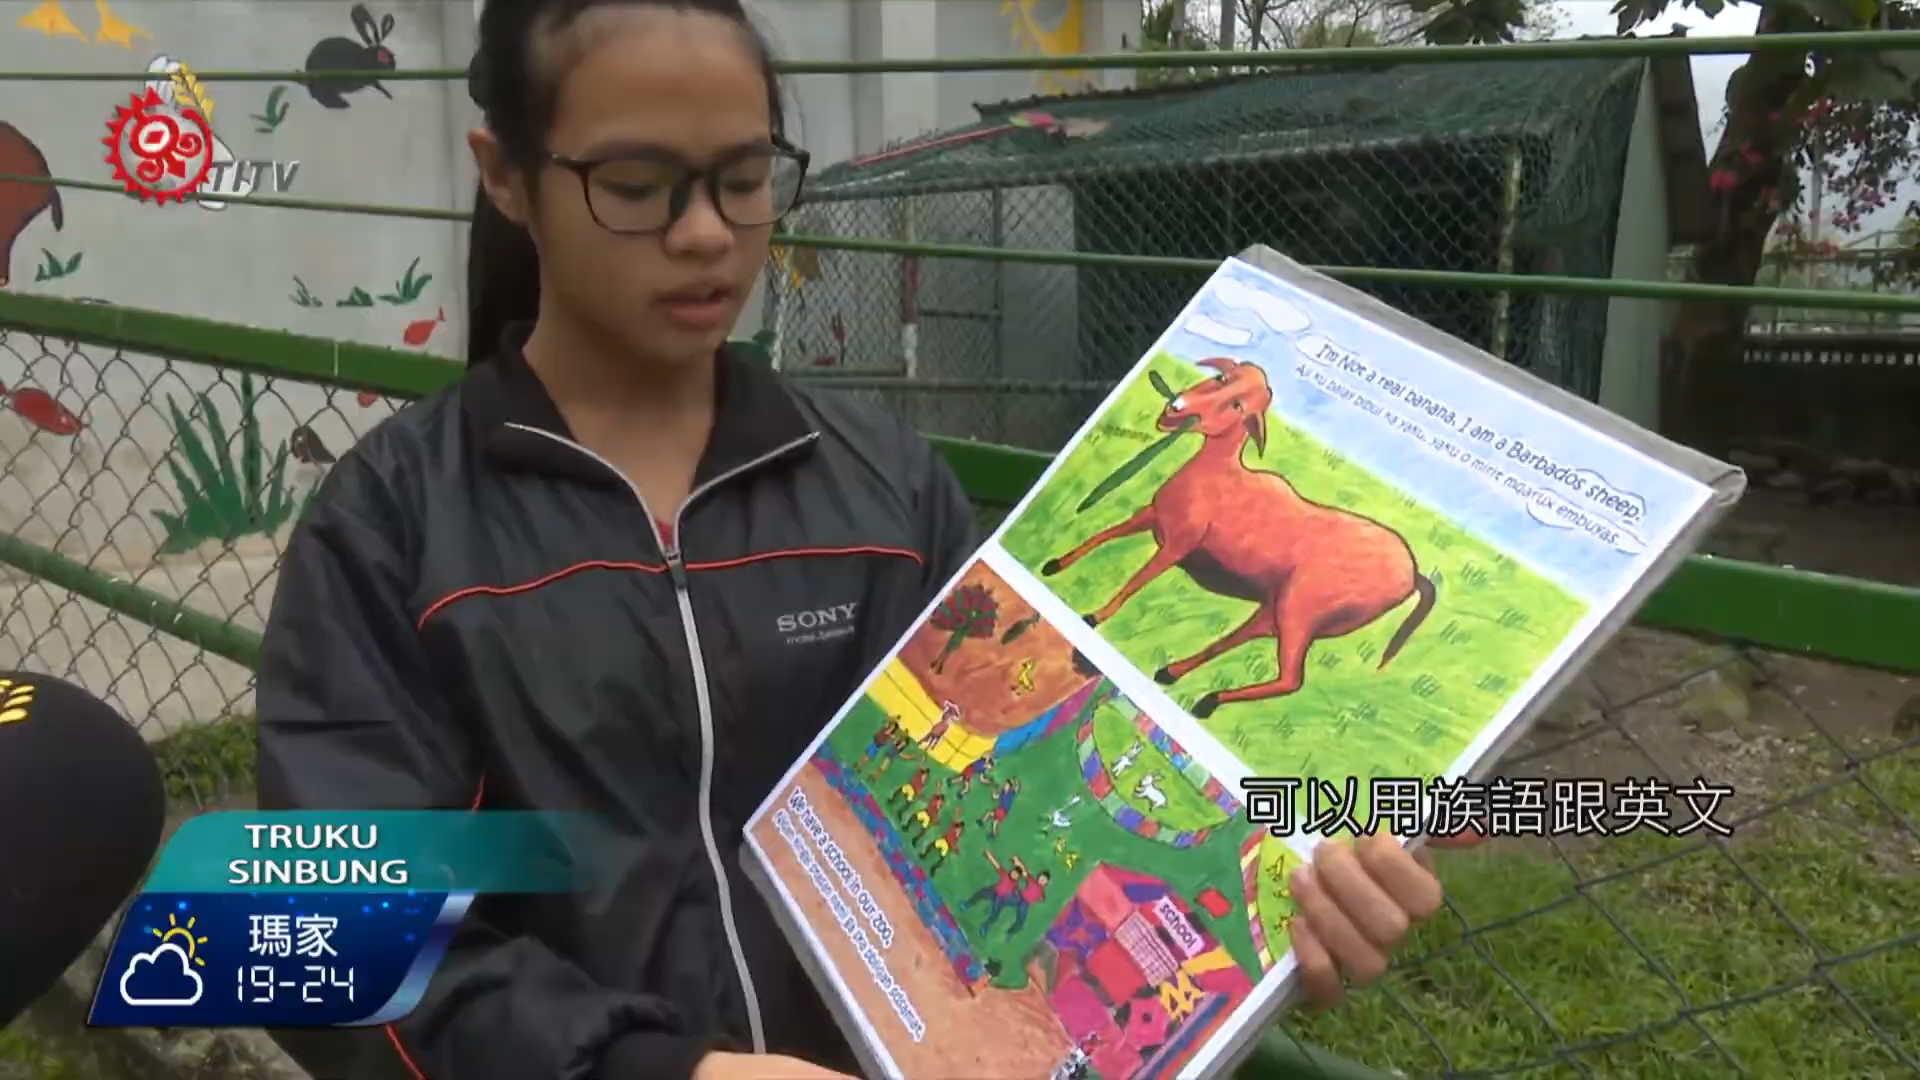 TITV
I'm Not a real banana, I am a Barbados sheep.
SONY
We have a school in our zoo,
school
可以用族語跟英文
TRUKU
SINBUNG
瑪家
19-24